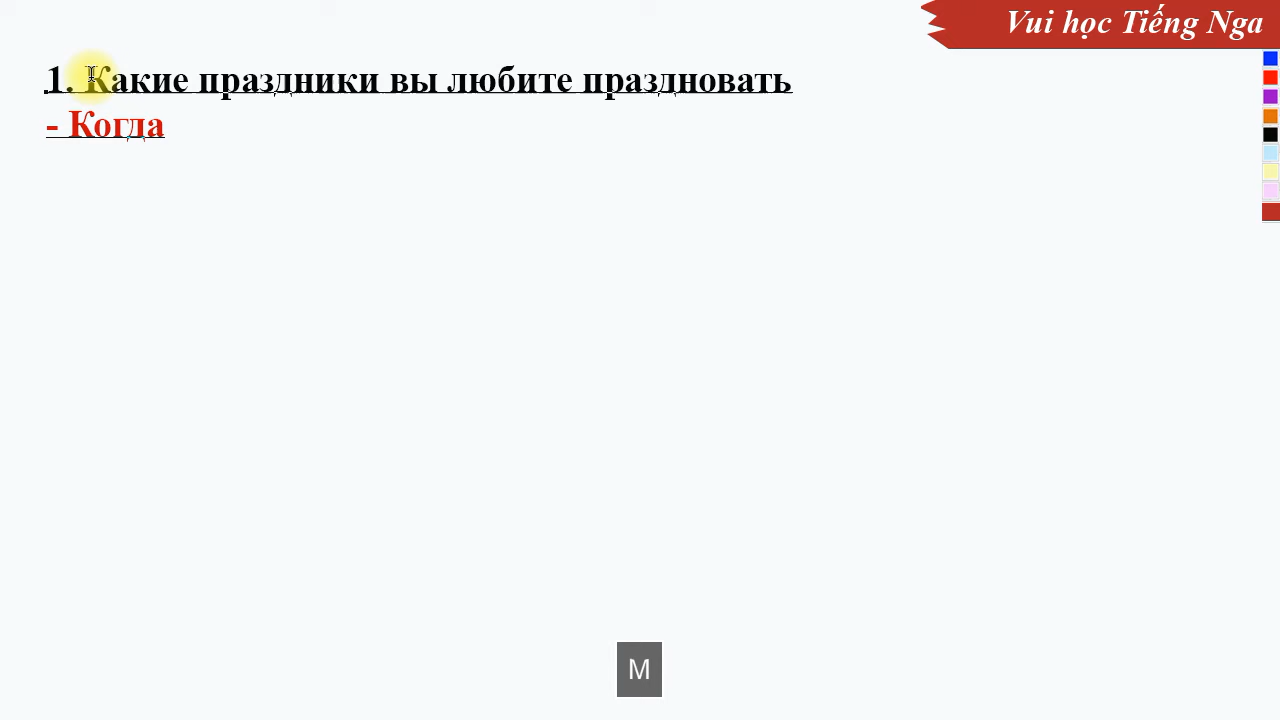 Vui học Tiếng Nga
1. Какие праздники вы любите праздновать
- Когда
M